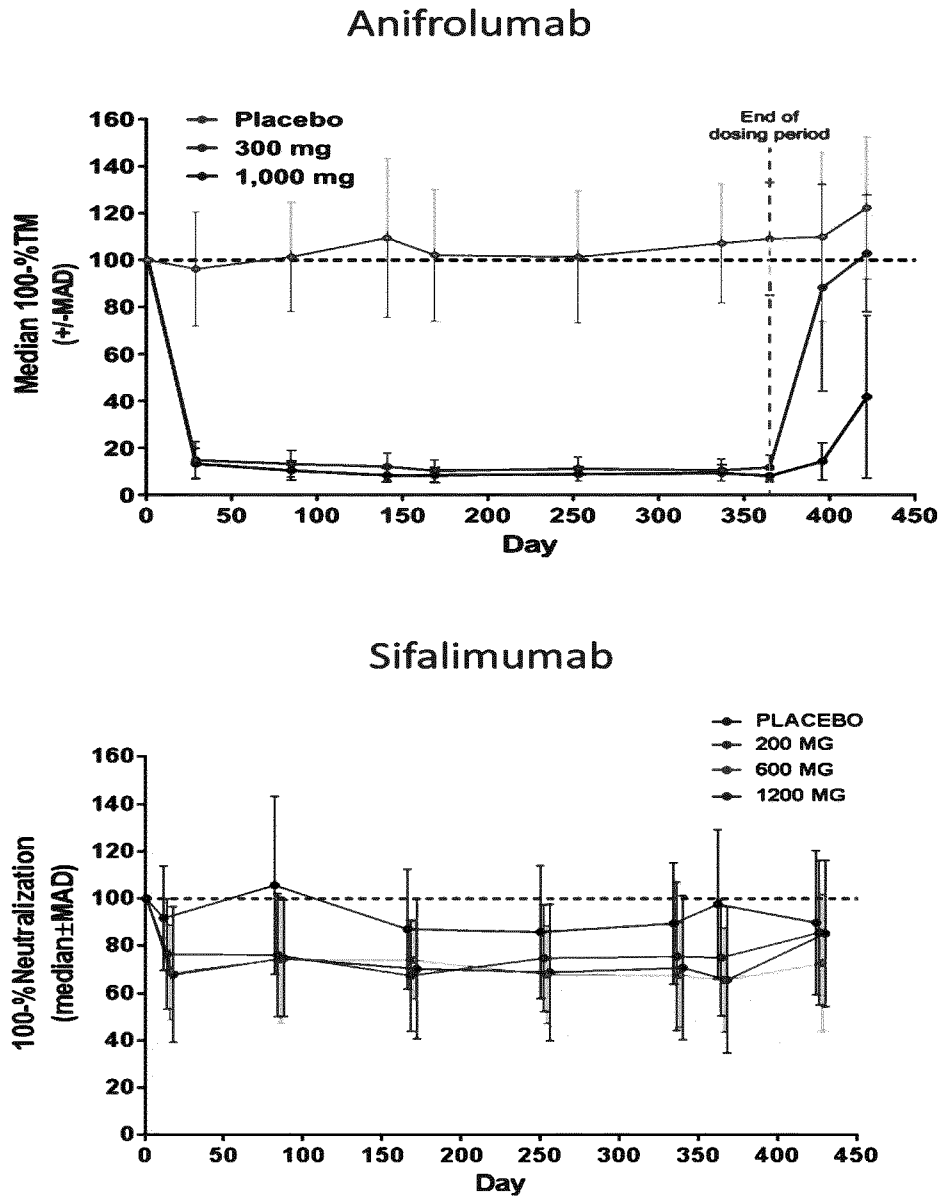 Anifrolumab
Placebo
300 mg
1,000 mg
End of
dosing period
Median 100-%TM
(+/-MAD)
160
140
120
100
80
60
40
20
0
0 50 100 150 200 250 300 350 400 450
Day
Sifalimumab
PLACEBO
200 MG
600 MG
1200 MG
100-%Neutralization
(median±MAD)
160
140
120
100
80
60
40
20
0
0 50 100 150 200 250 300 350 400 450
Day